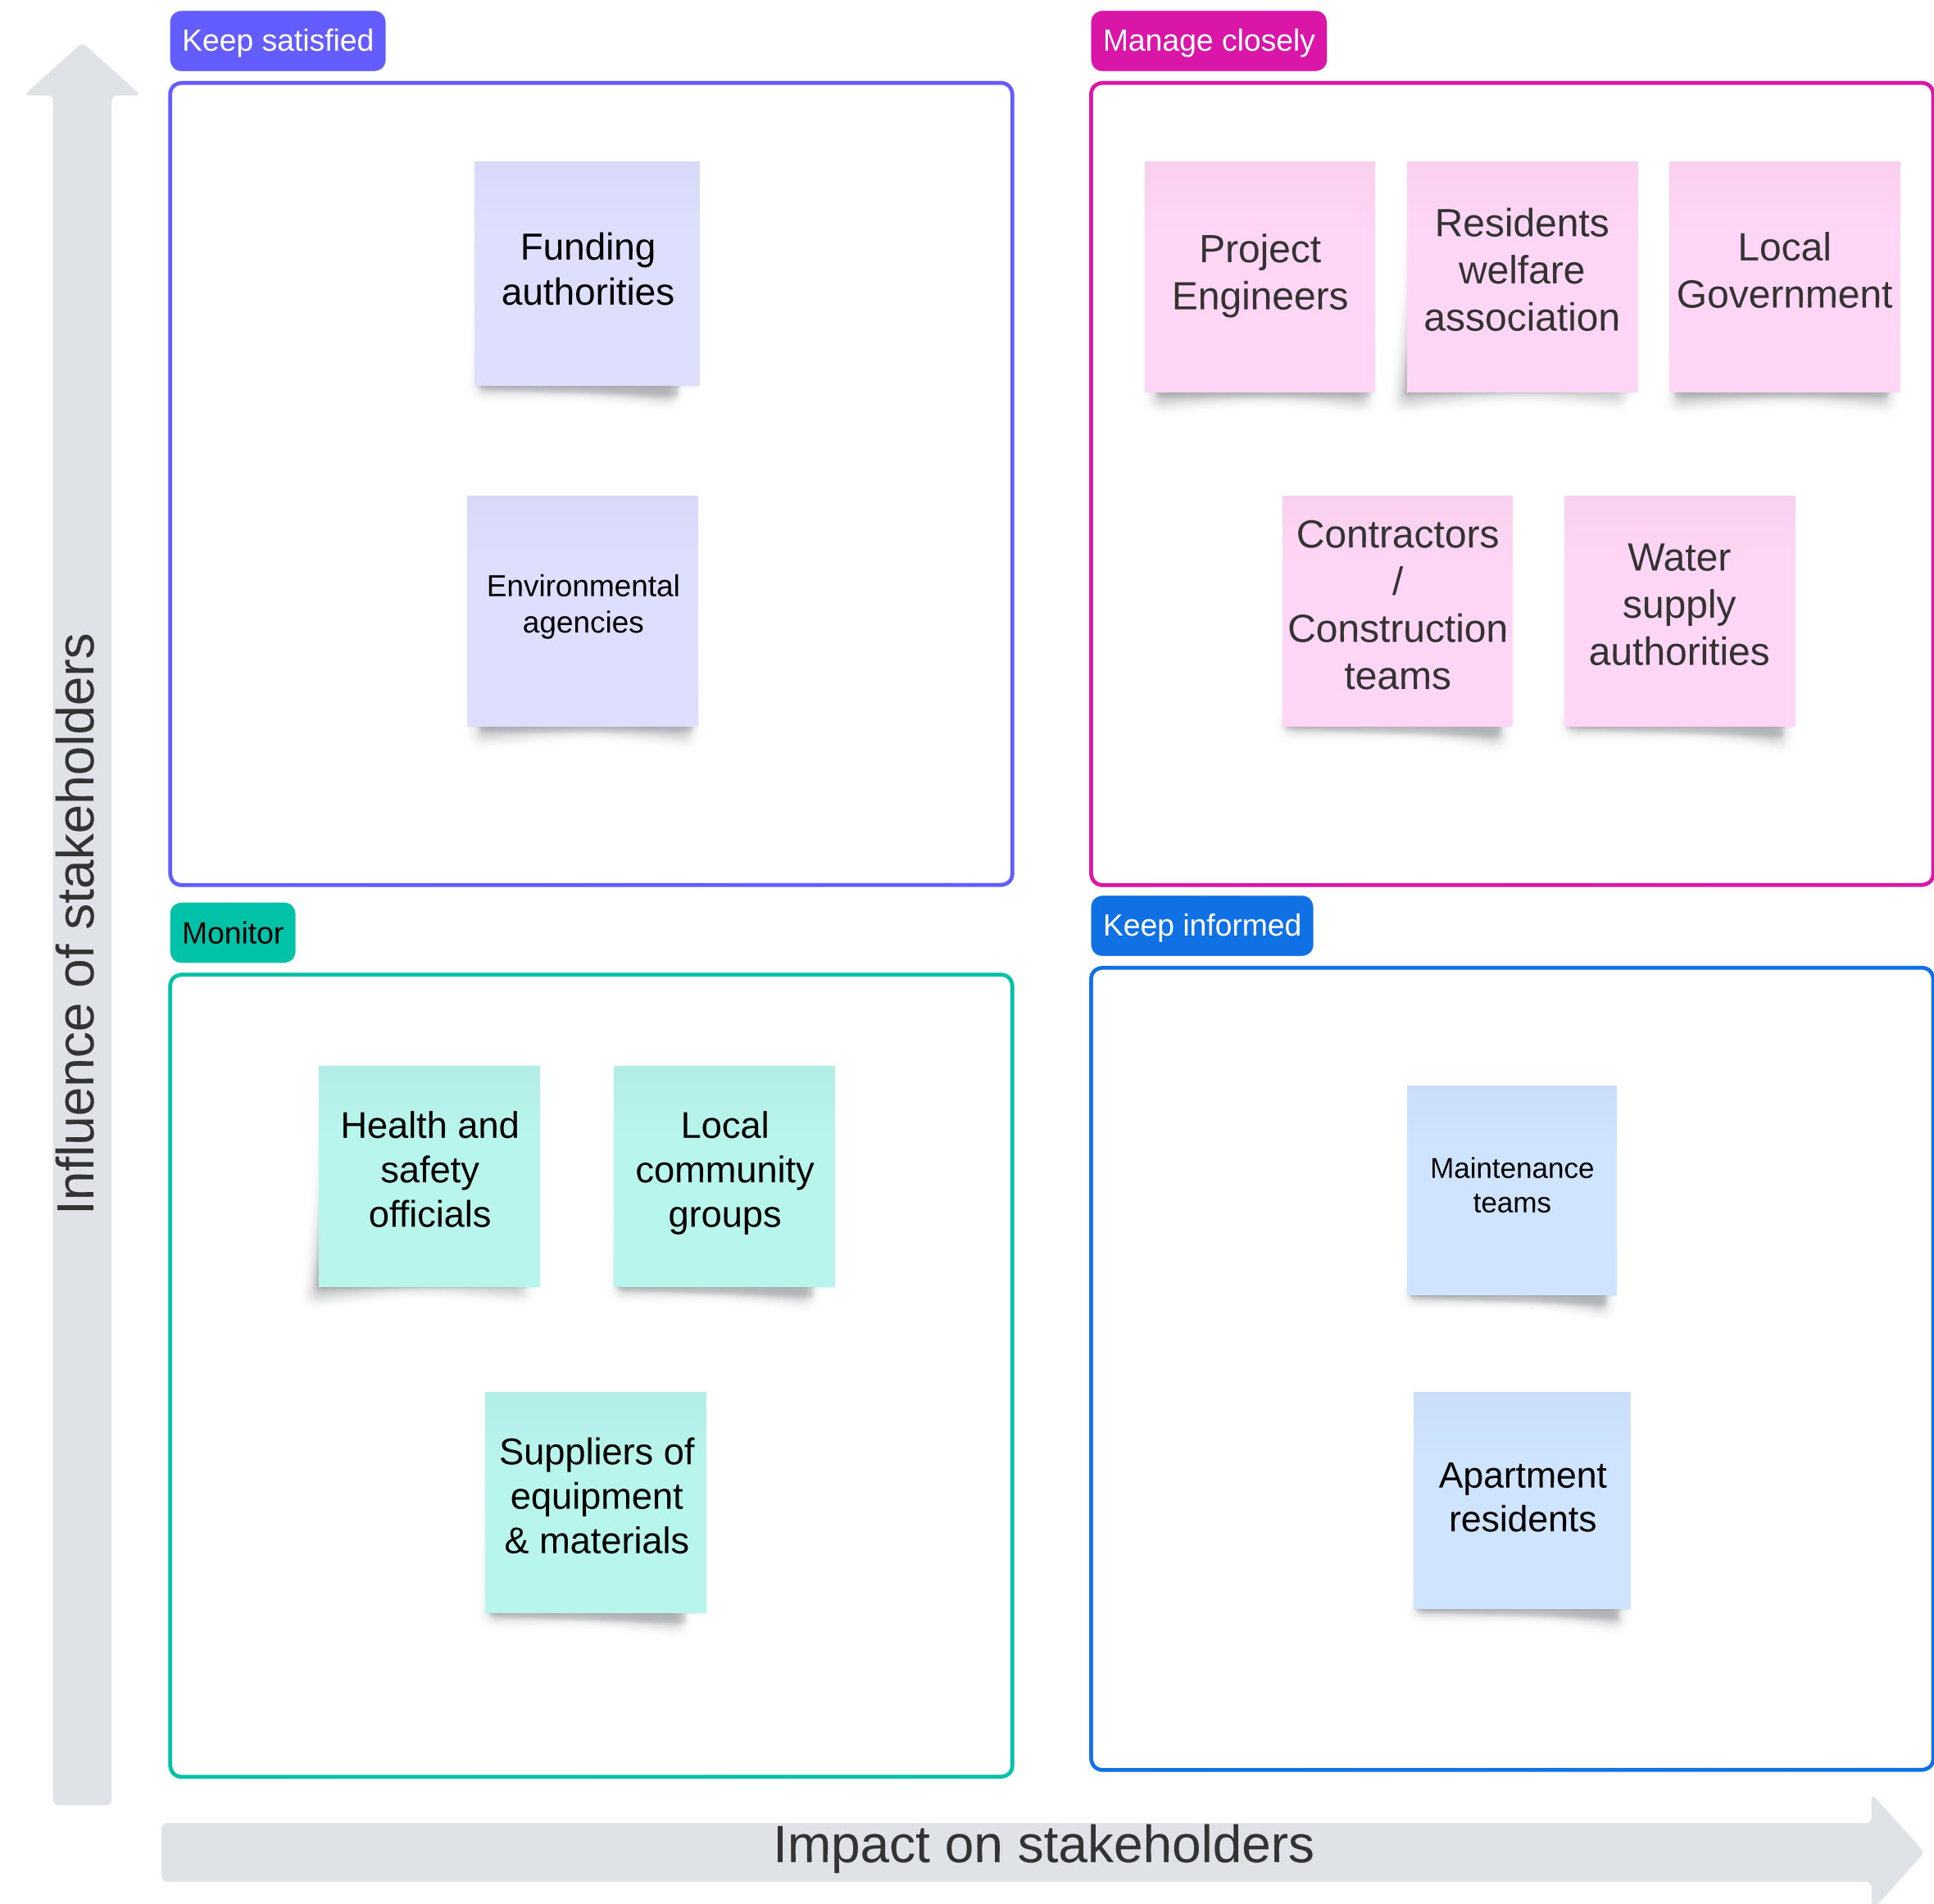 Keep satisfied
Manage closely
Funding
authorities
Environmental
agencies
Project
Engineers
Residents
welfare
association
Local
Government
Contractors
/
Construction
teams
Water
supply
authorities
Influence of stakeholders
Monitor
Keep informed
Health and
safety
officials
Local
community
groups
Suppliers of
equipment
& materials
Maintenance
teams
Apartment
residents
Impact on stakeholders